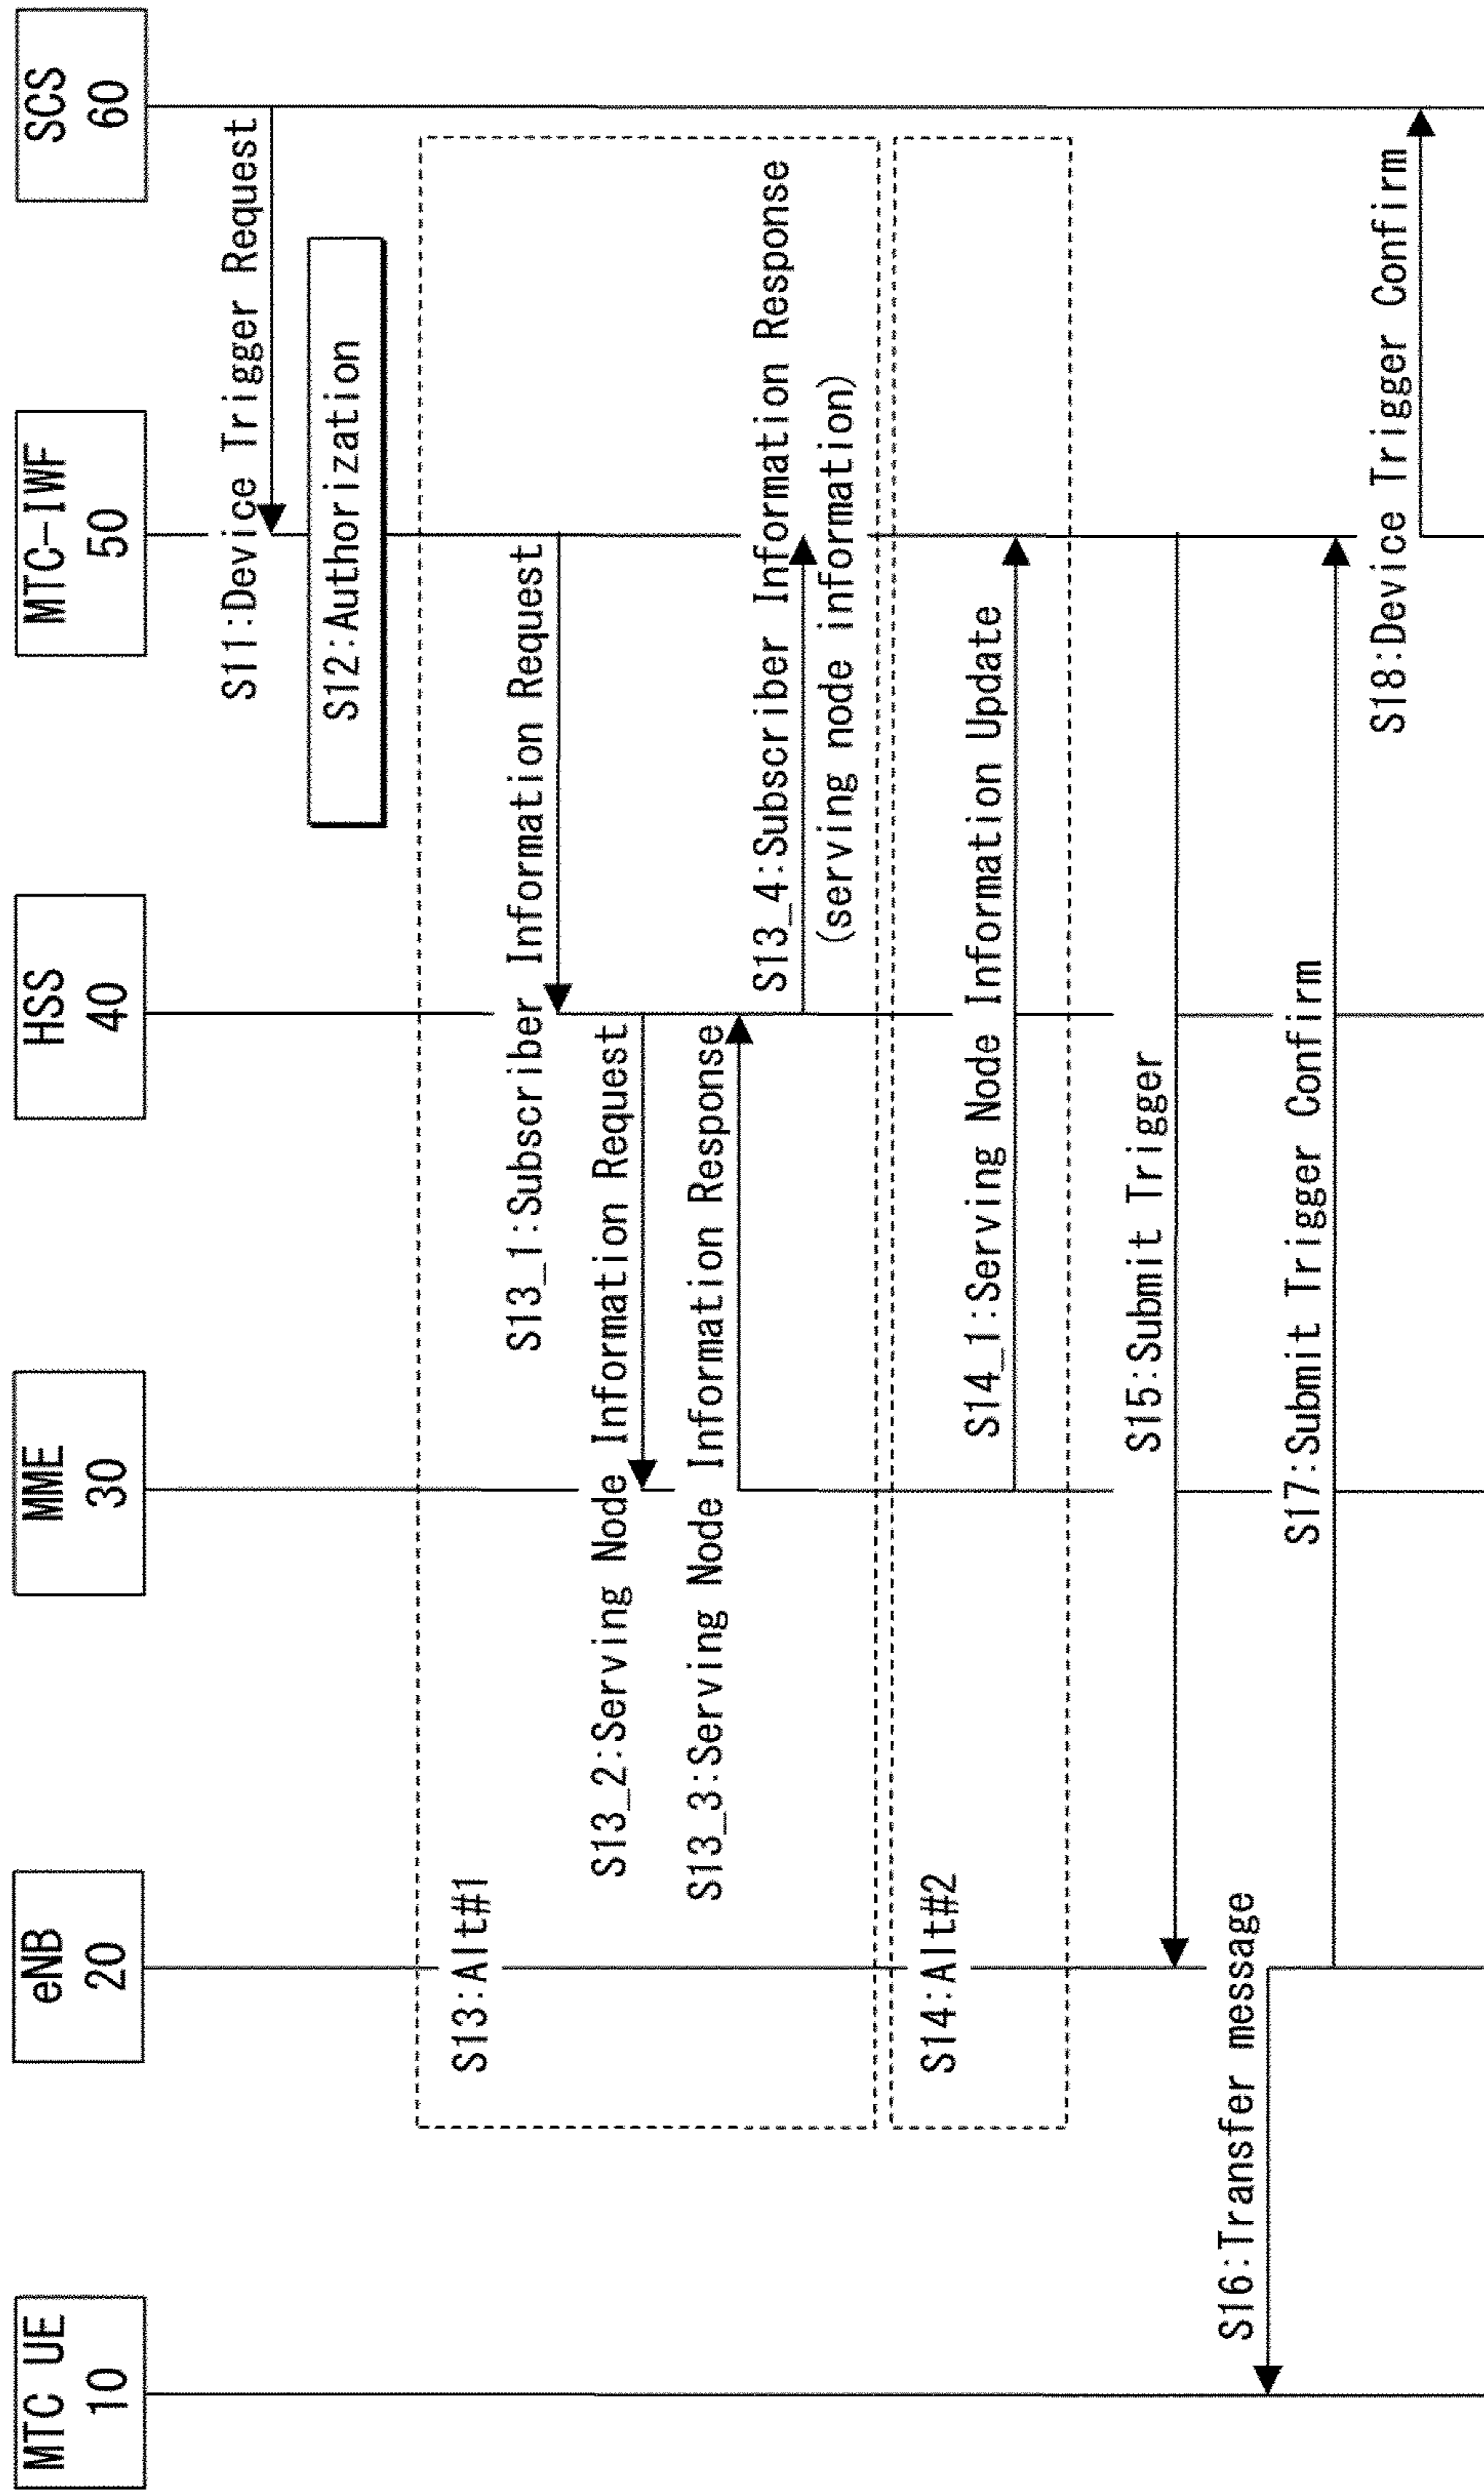 MTC UE
10
eNB
20
MME
30
HSS
40
MTC-IWF
50
SCS
60
S11:Device Trigger Request
S12:Authorization
S13:Alt#1
S13_1:Subscriber Information Request
S13_2:Serving Node Information Request
S13_3:Serving Node Information Response
S13_4:Subscriber Information Response
(serving node information)
S14:Alt#2
S14_1:Serving Node Information Update
S15:Submit Trigger
S16:Transfer message
S17:Submit Trigger Confirm
S18:Device Trigger Confirm